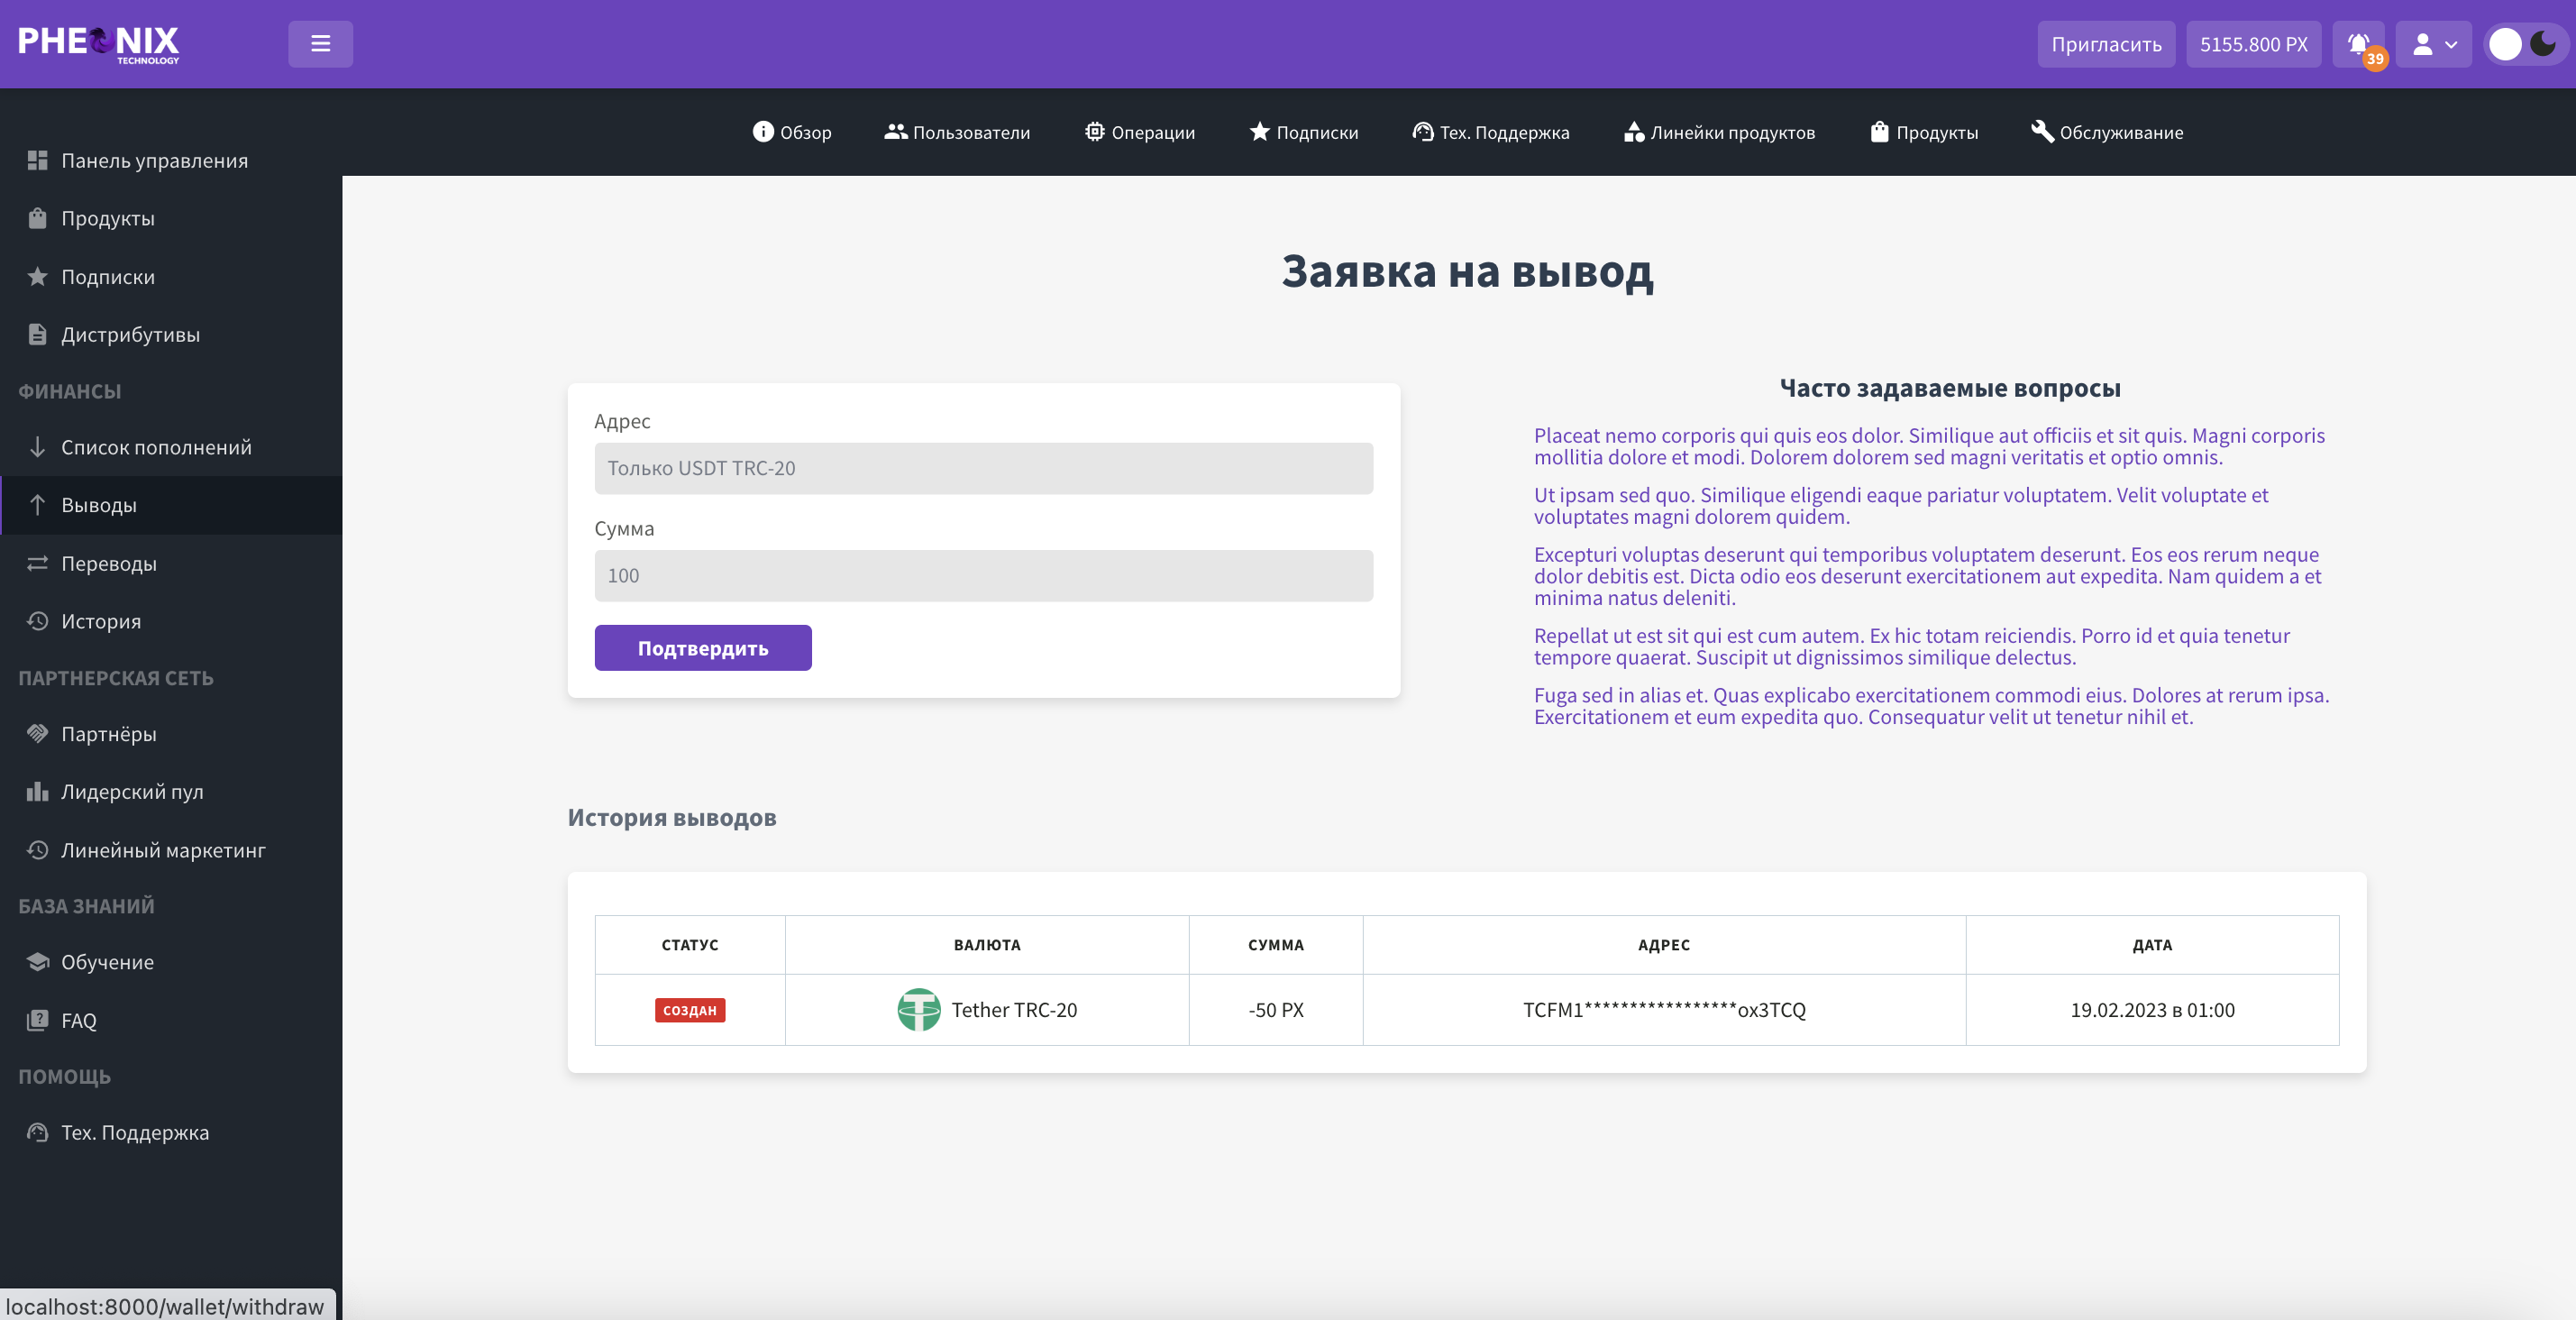 PHEONIX
TECHNOLOGY
Пригласить
5155.800 PX
39
Обзор
Пользователи
Операции
Подписки
Тех. Поддержка
Линейки продуктов
Продукты
Обслуживание
Панель управления
Продукты
Подписки
Дистрибутивы
ФИНАНСЫ
Список пополнений
Выводы
Переводы
История
ПАРТНЕРСКАЯ СЕТЬ
Партнёры
Лидерский пул
Линейный маркетинг
БАЗА ЗНАНИЙ
Обучение
FAQ
ПОМОЩЬ
Тех. Поддержка
Заявка на вывод
Адрес
Только USDT TRC-20
Сумма
100
Подтвердить
Часто задаваемые вопросы
Placeat nemo corporis qui quis eos dolor. Similique aut officiis et sit quis. Magni corporis
mollitia dolore et modi. Dolorem dolorem sed magni veritatis et optio omnis.
Ut ipsam sed quo. Similique eligendi eaque pariatur voluptatem. Velit voluptate et
voluptates magni dolorem quidem.
Excepturi voluptas deserunt qui temporibus voluptatem deserunt. Eos eos rerum neque
dolor debitis est. Dicta odio eos deserunt exercitationem aut expedita. Nam quidem a et
minima natus deleniti.
Repellat ut est sit qui est cum autem. Ex hic totam reiciendis. Porro id et quia tenetur
tempore quaerat. Suscipit ut dignissimos similique delectus.
Fuga sed in alias et. Quas explicabo exercitationem commodi eius. Dolores at rerum ipsa.
Exercitationem et eum expedita quo. Consequatur velit ut tenetur nihil et.
История выводов
СТАТУС ВАЛЮТА СУММА АДРЕС ДАТА
СОЗДАН Tether TRC-20 -50 PX TCFM1*****************ox3TCQ 19.02.2023 в 01:00
localhost:8000/wallet/withdraw